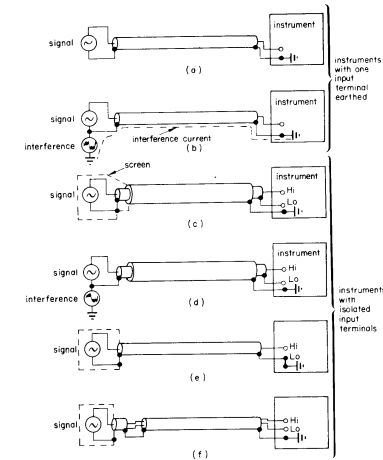 instrument
signal
(a)
instruments
with one
input
terminal
earthed
instrument
signal
interference
interference current
(b)
screen
instrument
signal
Hi
Lo
(c)
instrument
signal
Hi
Lo
interference
(d)
instruments
with
isolated
input
terminals
signal
Hi
Lo
(e)
signal
Hi
Lo
(f)